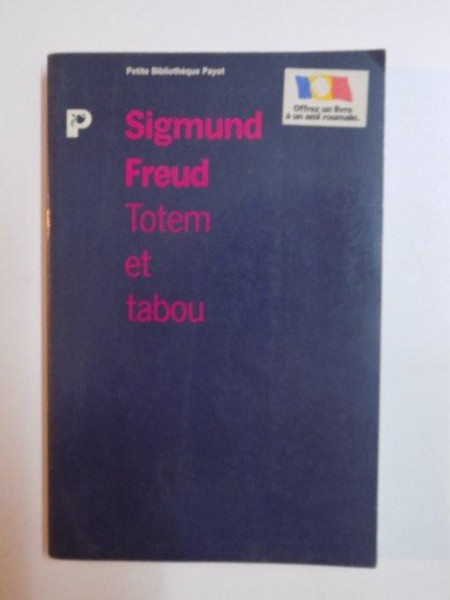 Petite Bibliothèque Payot
Offrez un livre
à un ami roumain.
P
Sigmund
Freud
Totem
et
tabou